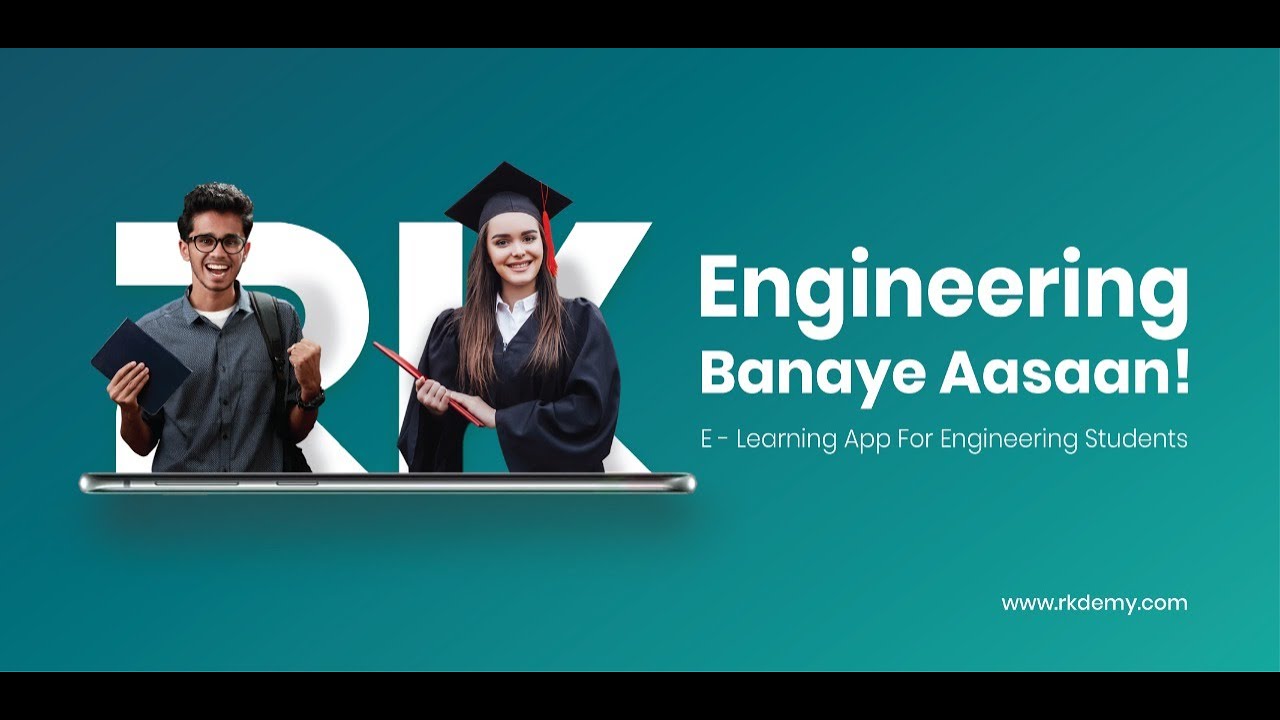 RK
Engineering
Banaye Aasaan!
E - Learning App For Engineering Students
www.rkdemy.com